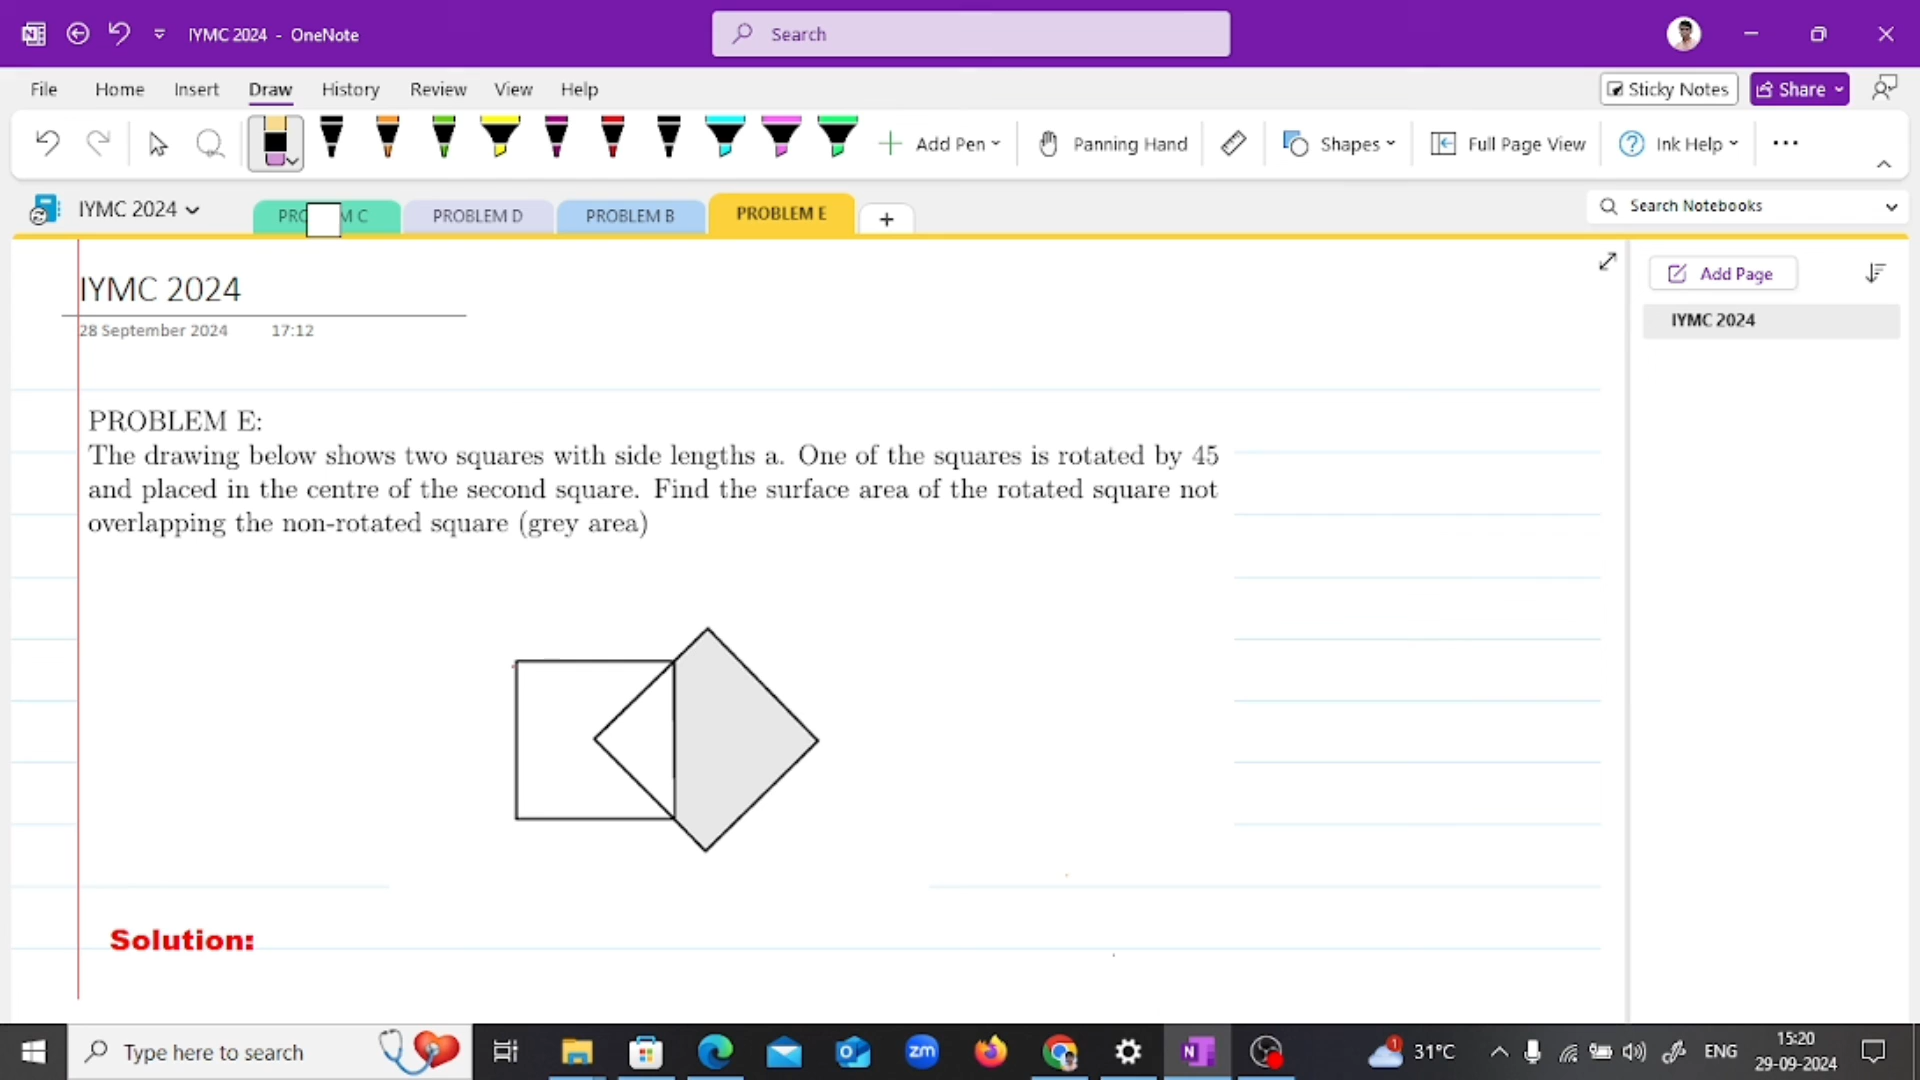 IYMC 2024 - OneNote
Search
File Home Insert Draw History Review View Help
Sticky Notes Share
Add Pen Panning Hand Shapes Full Page View Ink Help
IYMC 2024
PROBLEM D PROBLEM B PROBLEM E
Search Notebooks
IYMC 2024
28 September 2024 17:12
Add Page
IYMC 2024
PROBLEM E:
The drawing below shows two squares with side lengths a. One of the squares is rotated by 45
and placed in the centre of the second square. Find the surface area of the rotated square not
overlapping the non-rotated square (grey area)
Solution:
Type here to search
zm
N
1
31°C
ENG
15:20
29-09-2024